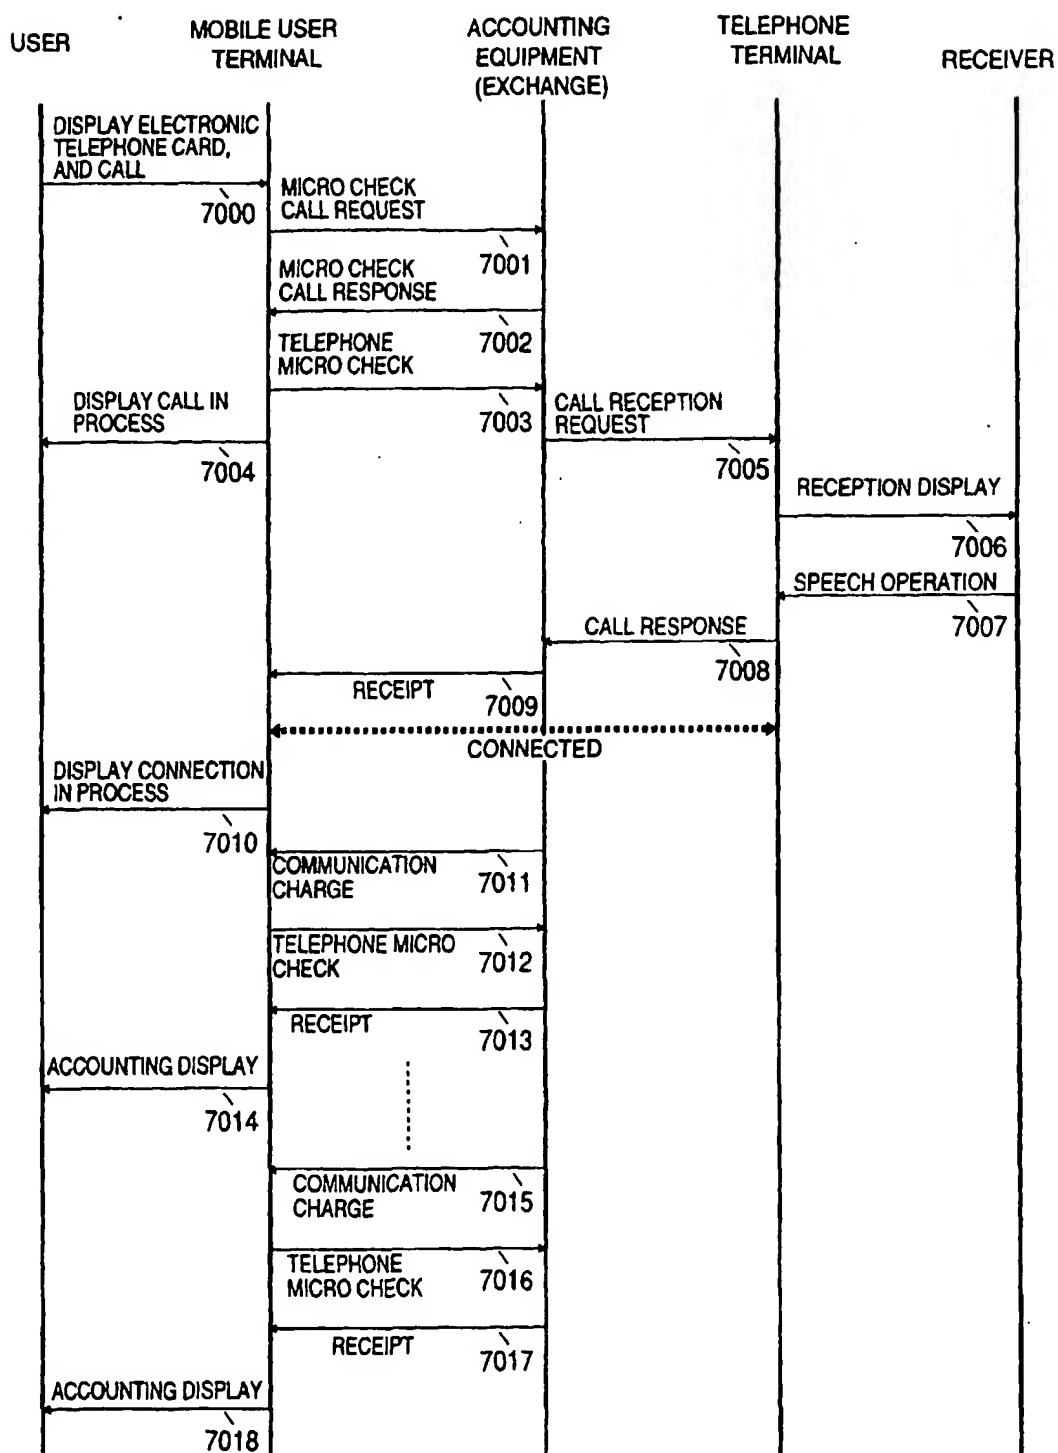 USER
MOBILE USER
TERMINAL
ACCOUNTING
EQUIPMENT
(EXCHANGE)
TELEPHONE
TERMINAL
RECEIVER
DISPLAY ELECTRONIC
TELEPHONE CARD,
AND CALL
7000
MICRO CHECK
CALL REQUEST
7001
MICRO CHECK
CALL RESPONSE
7002
TELEPHONE
MICRO CHECK
7003
DISPLAY CALL IN
PROCESS
7004
CALL RECEPTION
REQUEST
7005
RECEPTION DISPLAY
7006
SPEECH OPERATION
7007
CALL RESPONSE
7008
RECEIPT
7009
CONNECTED
DISPLAY CONNECTION
IN PROCESS
7010
COMMUNICATION
CHARGE
7011
TELEPHONE MICRO
CHECK
7012
RECEIPT
7013
ACCOUNTING DISPLAY
7014
COMMUNICATION
CHARGE
7015
TELEPHONE
MICRO CHECK
7016
RECEIPT
7017
ACCOUNTING DISPLAY
7018